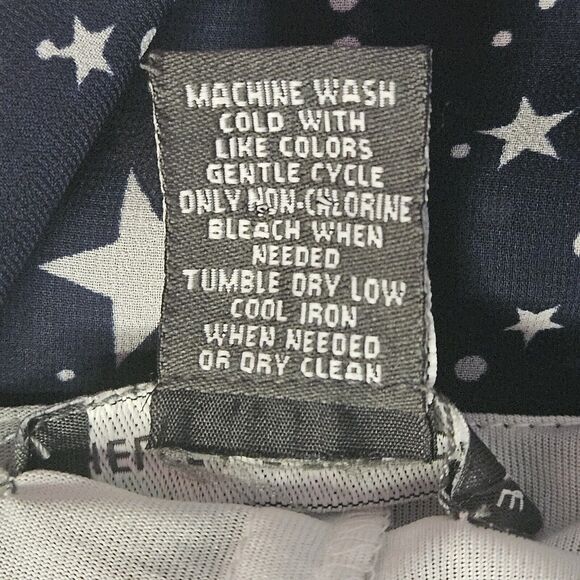 MACHINE WASH
COLD WITH
LIKE COLORS
GENTLE CYCLE
ONLY NON-CHLORINE
BLEACH WHEN
NEEDED
TUMBLE DRY LOW
COOL IRON
WHEN NEEDED
OR DRY CLEAN